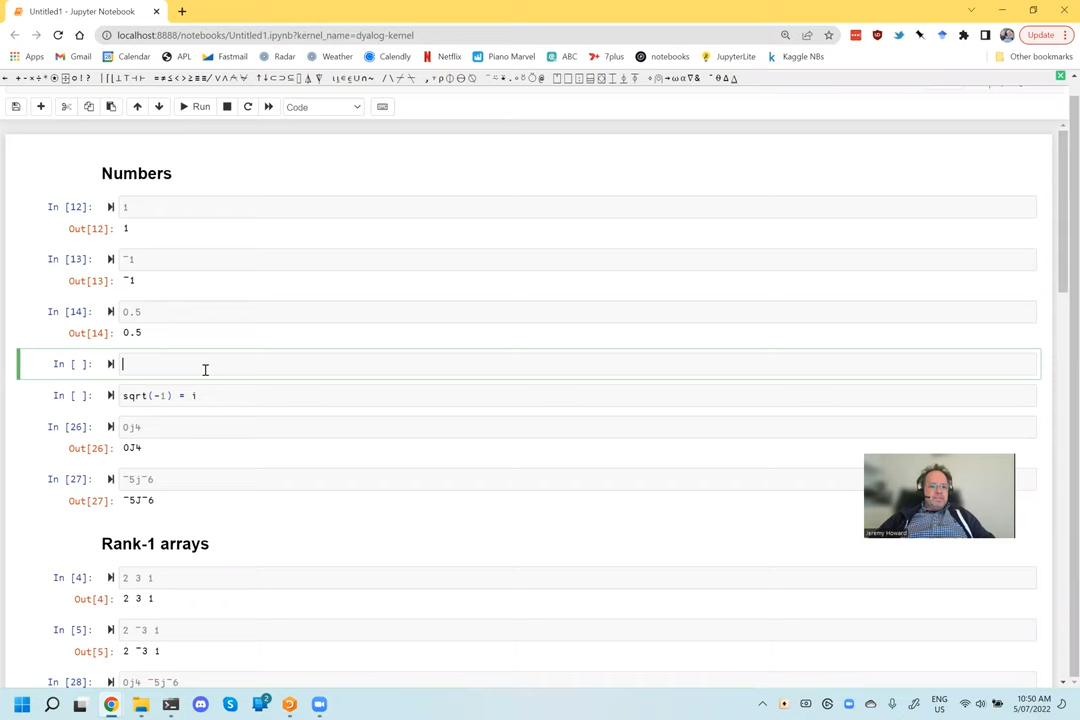 Untitled1 - Jupyter Notebook
localhost:8888/notebooks/Untitled1.ipynb?kernel_name=dyalog-kernel
Update
Apps Gmail Calendar Radar Weather Fastmail APL Calendly Netflix Piano Marvel ABC 7plus notebooks JupyterLite Kaggle NBs Other bookmarks
Run Code
Numbers
In [12]: 1
Out[12]: 1
In [13]: ¯1
Out[13]: ¯1
In [14]: 0.5
Out[14]: 0.5
In [ ]:
In [ ]: sqrt(-1) = i
In [26]: 0j4
Out[26]: 0J4
In [27]: ¯5j¯6
Out[27]: ¯5J¯6
Jeremy Howard
Rank-1 arrays
In [4]: 2 3 1
Out[4]: 2 3 1
In [5]: 2 ¯3 1
Out[5]: 2 ¯3 1
In [28]: 0j4 ¯5j¯6
2
ENG
US
10:50 AM
5/07/2022